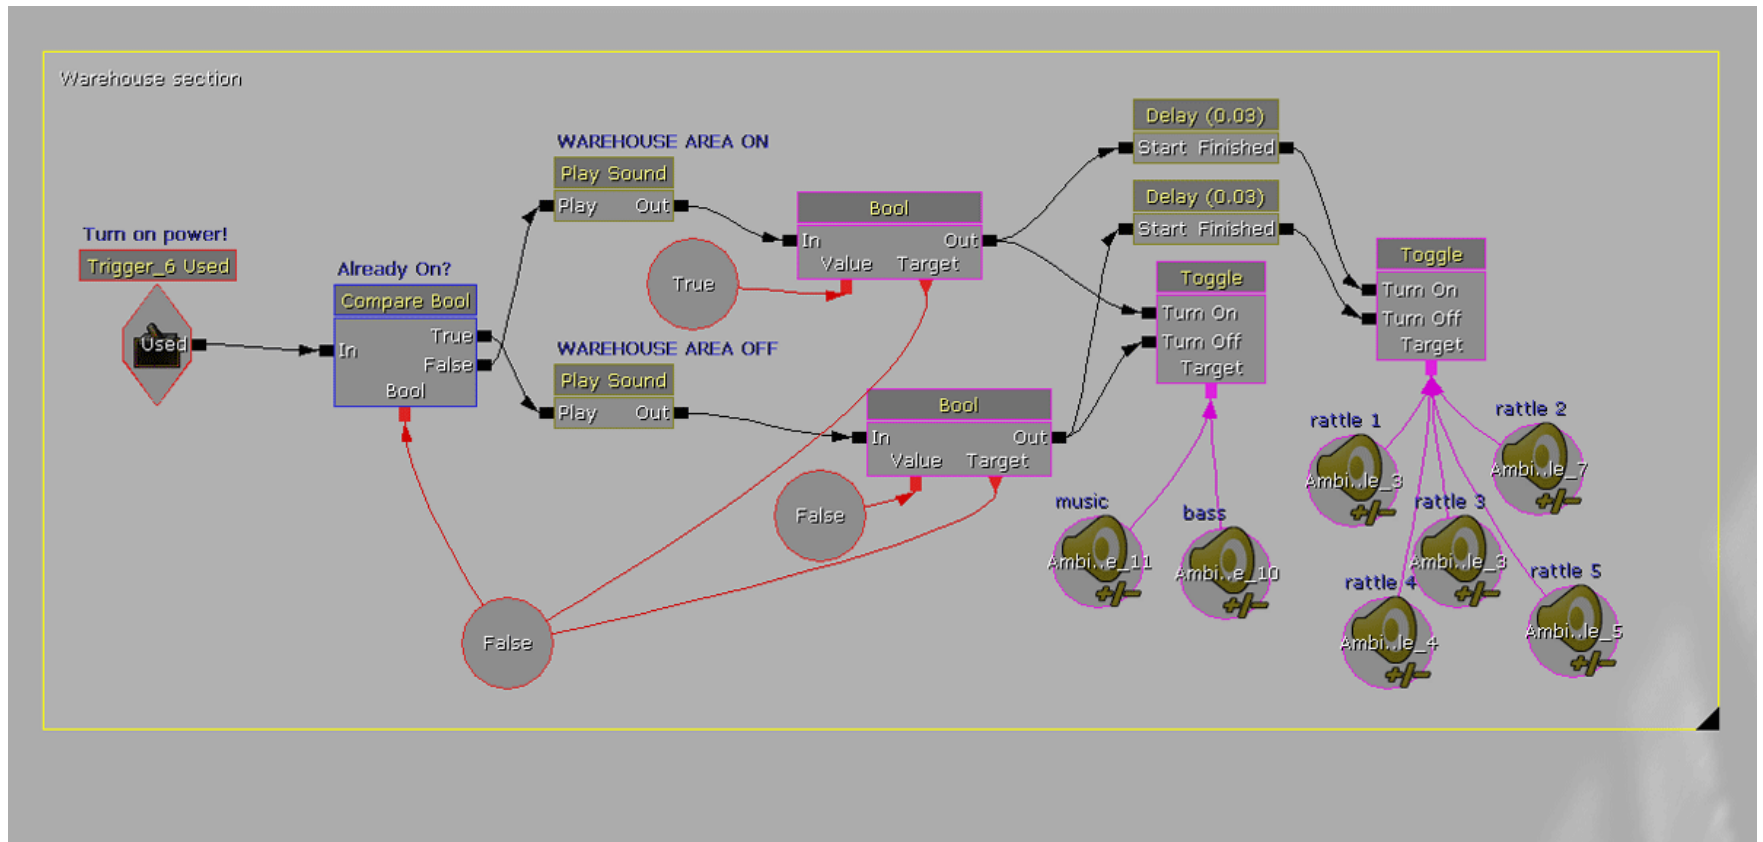 Warehouse section
Turn on power!
Trigger_6 Used
Used
Already On?
Compare Bool
In
True
False
Bool
WAREHOUSE AREA ON
Play Sound
Play Out
WAREHOUSE AREA OFF
Play Sound
Play Out
True
Bool
In Out
Value Target
False
Bool
In Out
Value Target
False
Delay (0.03)
Start Finished
Delay (0.03)
Start Finished
Toggle
Turn On
Turn Off
Target
music
Ambi..e_11
bass
Ambi..e_10
Toggle
Turn On
Turn Off
Target
rattle 1
Ambi..le_3
rattle 2
Ambi..le_7
rattle 3
Ambi..le_3
rattle 4
Ambi..le_4
rattle 5
Ambi..le_5